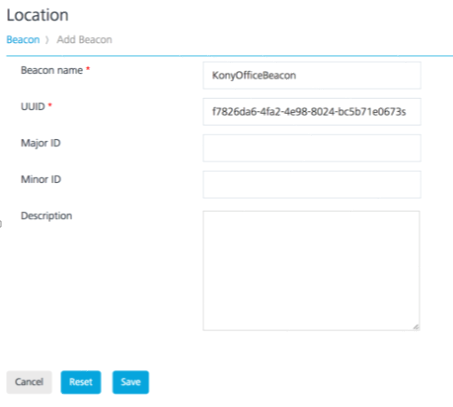 Location
Beacon 〉 Add Beacon
Beacon name *
KonyOfficeBeacon
UUID *
f7826da6-4fa2-4e98-8024-bc5b71e0673s
Major ID
Minor ID
Description
Cancel Reset Save